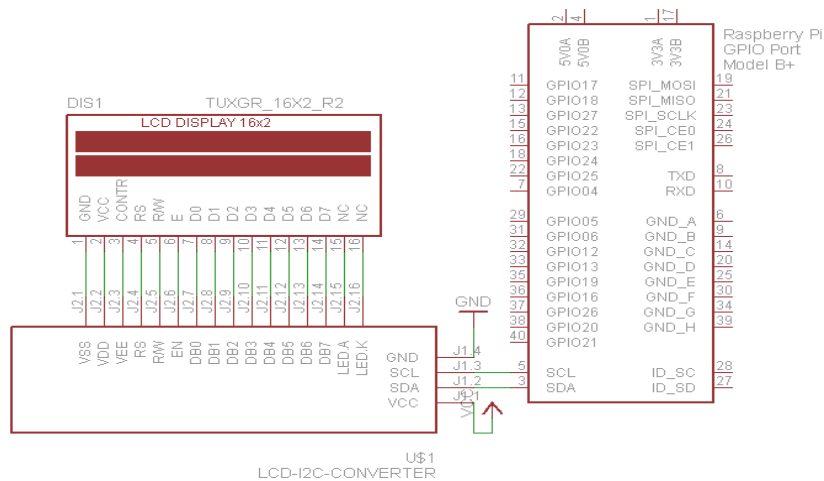 2
4
1
17
5V0A
5V0B
3V3A
3V3B
Raspberry Pi
GPIO Port
Model B+
11 GPIO17 SPI_MOSI 19
12 GPIO18 SPI_MISO 21
13 GPIO27 SPI_SCLK 23
15 GPIO22 SPI_CE0 24
16 GPIO23 SPI_CE1 26
18 GPIO24
22 GPIO25 TXD 8
7 GPIO04 RXD 10
29 GPIO05 GND_A 6
31 GPIO06 GND_B 9
32 GPIO12 GND_C 14
33 GPIO13 GND_D 20
35 GPIO19 GND_E 25
36 GPIO16 GND_F 30
37 GPIO26 GND_G 34
38 GPIO20 GND_H 39
40 GPIO21
5 SCL ID_SC 28
3 SDA ID_SD 27
DIS1 TUXGR_16X2_R2
LCD DISPLAY 16x2
GND VCC CONTR RS R/W E D0 D1 D2 D3 D4 D5 D6 D7 NC NC
1 2 3 4 5 6 7 8 9 10 11 12 13 14 15 16
J2.1 J2.2 J2.3 J2.4 J2.5 J2.6 J2.7 J2.8 J2.9 J2.10 J2.11 J2.12 J2.13 J2.14 J2.15 J2.16
VSS VDD VEE RS R/W EN DB0 DB1 DB2 DB3 DB4 DB5 DB6 DB7 LED.A LED.K
GND
GND J1.4
SCL J1.3
SDA J1.2
VCC J1.1
VCC
U$1
LCD-I2C-CONVERTER